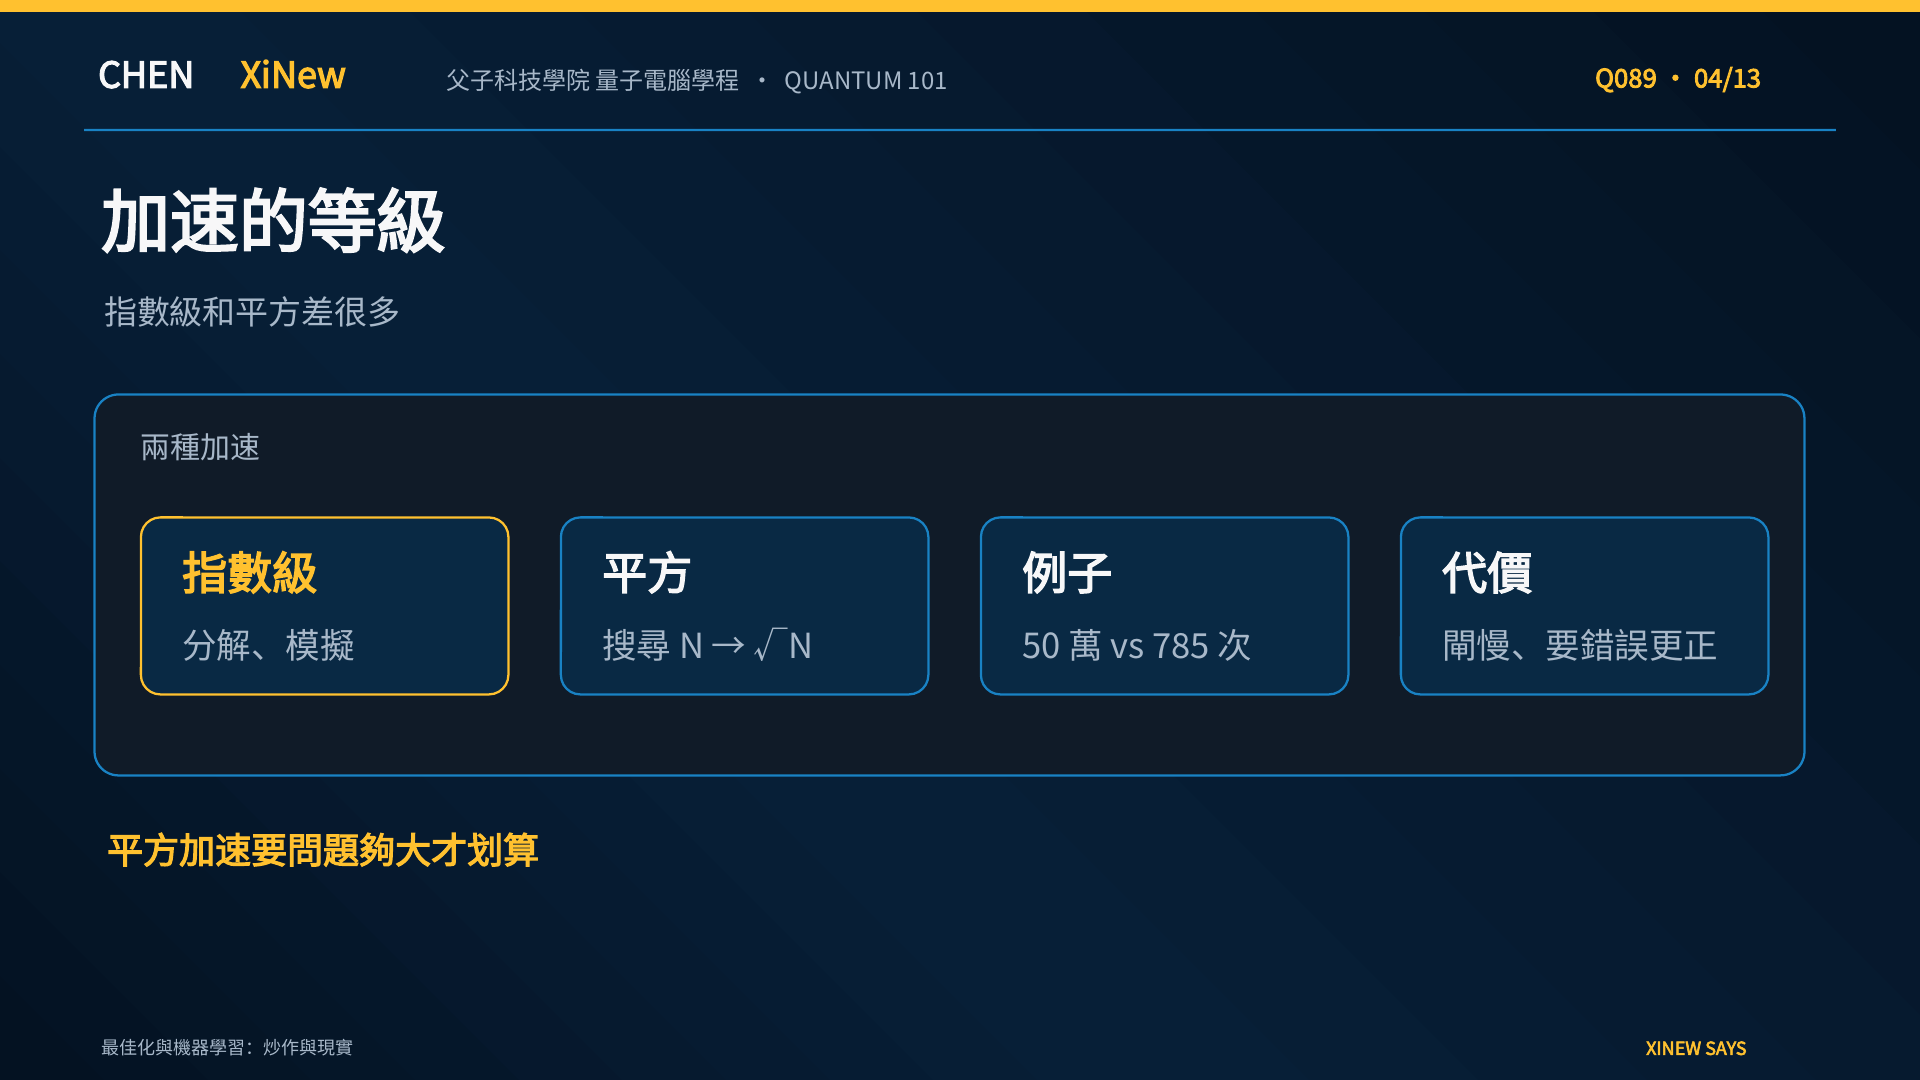 CHEN XiNew 父子科技學院 量子電腦學程 • QUANTUM 101 Q089 • 04/13
加速的等級
指數級和平方差很多
兩種加速
指數級
分解、模擬
平方
搜尋 N → √N
例子
50 萬 vs 785 次
代價
閘慢、要錯誤更正
平方加速要問題夠大才划算
最佳化與機器學習：炒作與現實
XINEW SAYS